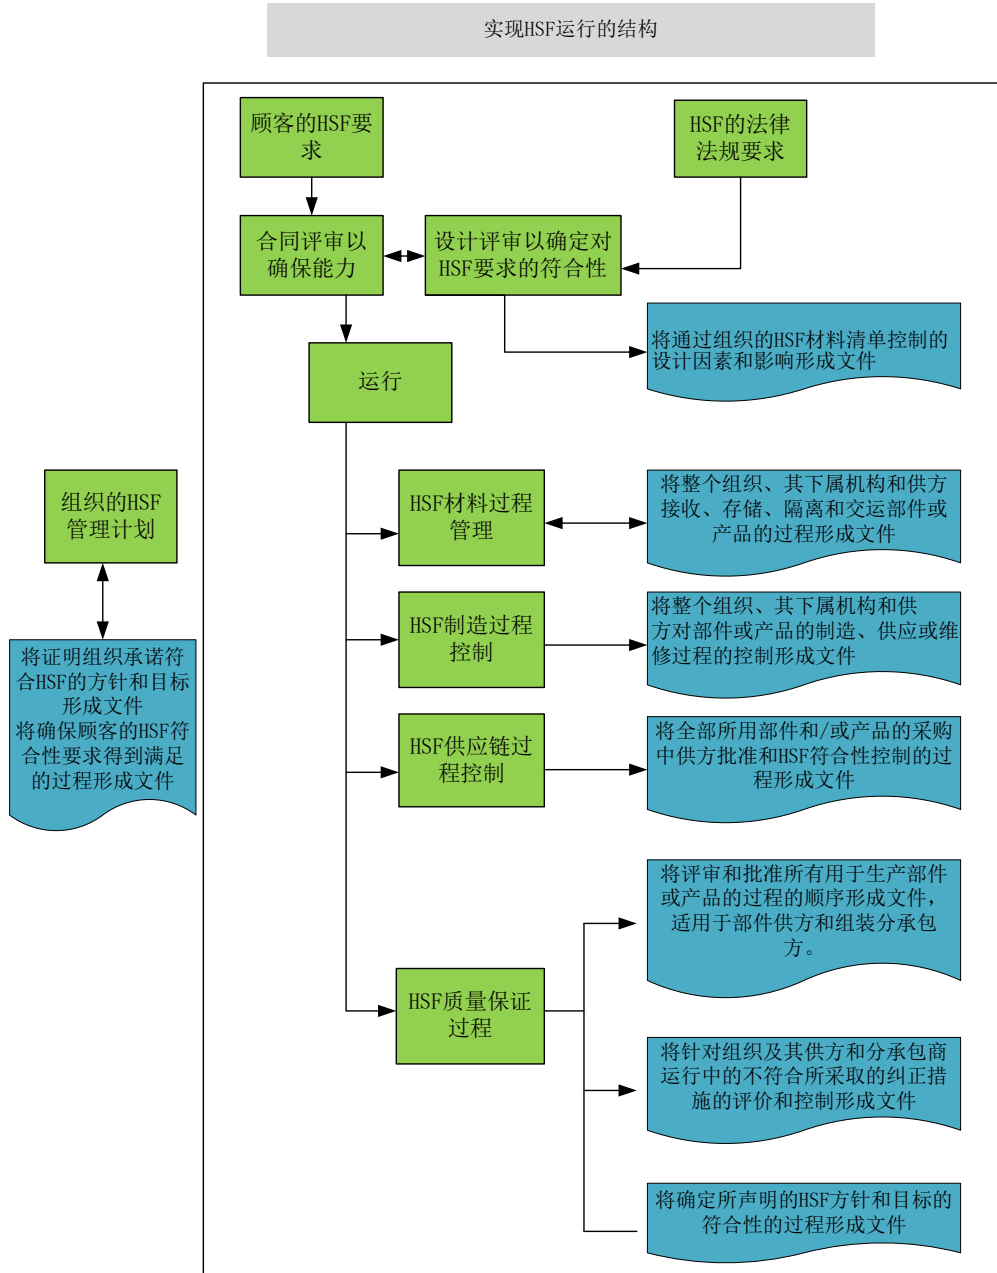 实现HSF运行的结构
顾客的HSF要
求
HSF的法律
法规要求
合同评审以
确保能力
设计评审以确定对
HSF要求的符合性
将通过组织的HSF材料清单控制的
设计因素和影响形成文件
运行
组织的HSF
管理计划
将证明组织承诺符
合HSF的方针和目标
形成文件
将确保顾客的HSF符
合性要求得到满足
的过程形成文件
HSF材料过程
管理
将整个组织、其下属机构和供方
接收、存储、隔离和交运部件或
产品的过程形成文件
HSF制造过程
控制
将整个组织、其下属机构和供
方对部件或产品的制造、供应或维
修过程的控制形成文件
HSF供应链过
程控制
将全部所用部件和/或产品的采购
中供方批准和HSF符合性控制的过
程形成文件
HSF质量保证
过程
将评审和批准所有用于生产部件
或产品的过程的顺序形成文件，
适用于部件供方和组装分承包
方。
将针对组织及其供方和分承包商
运行中的不符合所采取的纠正措
施的评价和控制形成文件
将确定所声明的HSF方针和目标的
符合性的过程形成文件